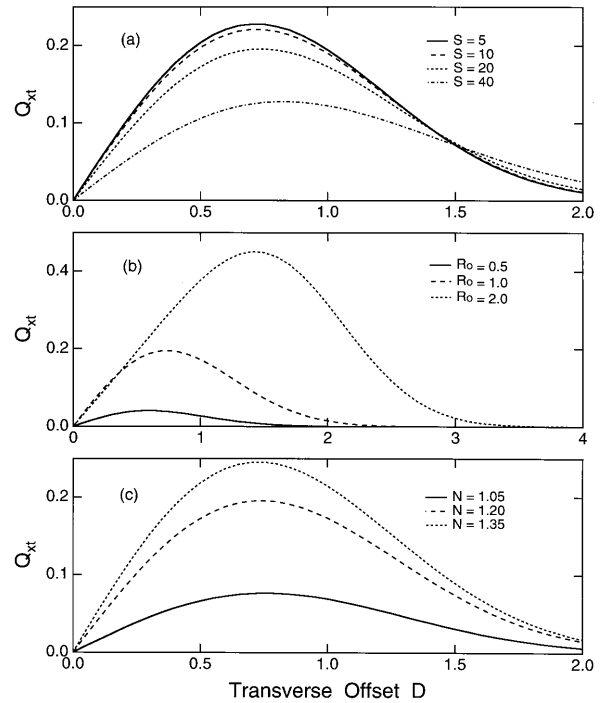 0.2
(a)
S = 5
S = 10
S = 20
S = 40
Qxt
0.1
0.0
0.0 0.5 1.0 1.5 2.0
(b)
Ro = 0.5
Ro = 1.0
Ro = 2.0
0.4
Qxt
0.2
0.0
0 1 2 3 4
(c)
N = 1.05
N = 1.20
N = 1.35
0.2
Qxt
0.1
0.0
0.0 0.5 1.0 1.5 2.0
Transverse Offset D